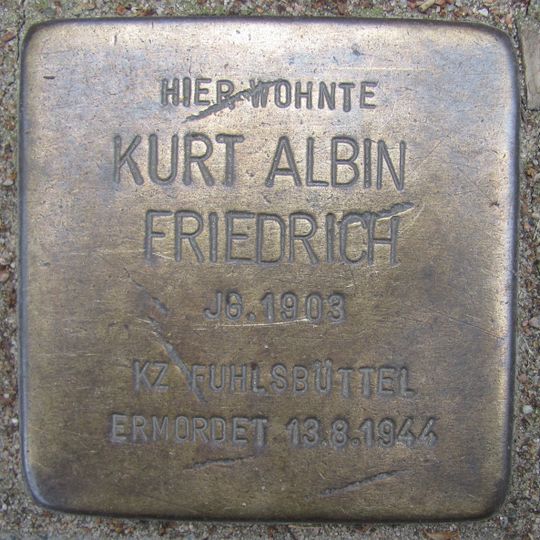 HIER WOHNTE
KURT ALBIN
FRIEDRICH
JG. 1903
KZ FUHLSBÜTTEL
ERMORDET 13.8.1944